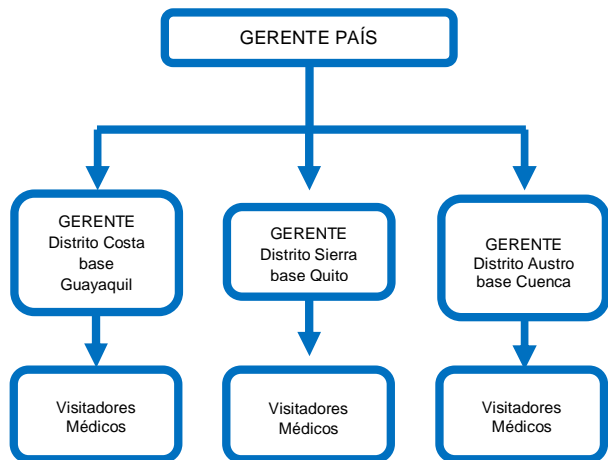 GERENTE PAÍS
GERENTE
Distrito Costa
base
Guayaquil
GERENTE
Distrito Sierra
base Quito
GERENTE
Distrito Austro
base Cuenca
Visitadores
Médicos
Visitadores
Médicos
Visitadores
Médicos